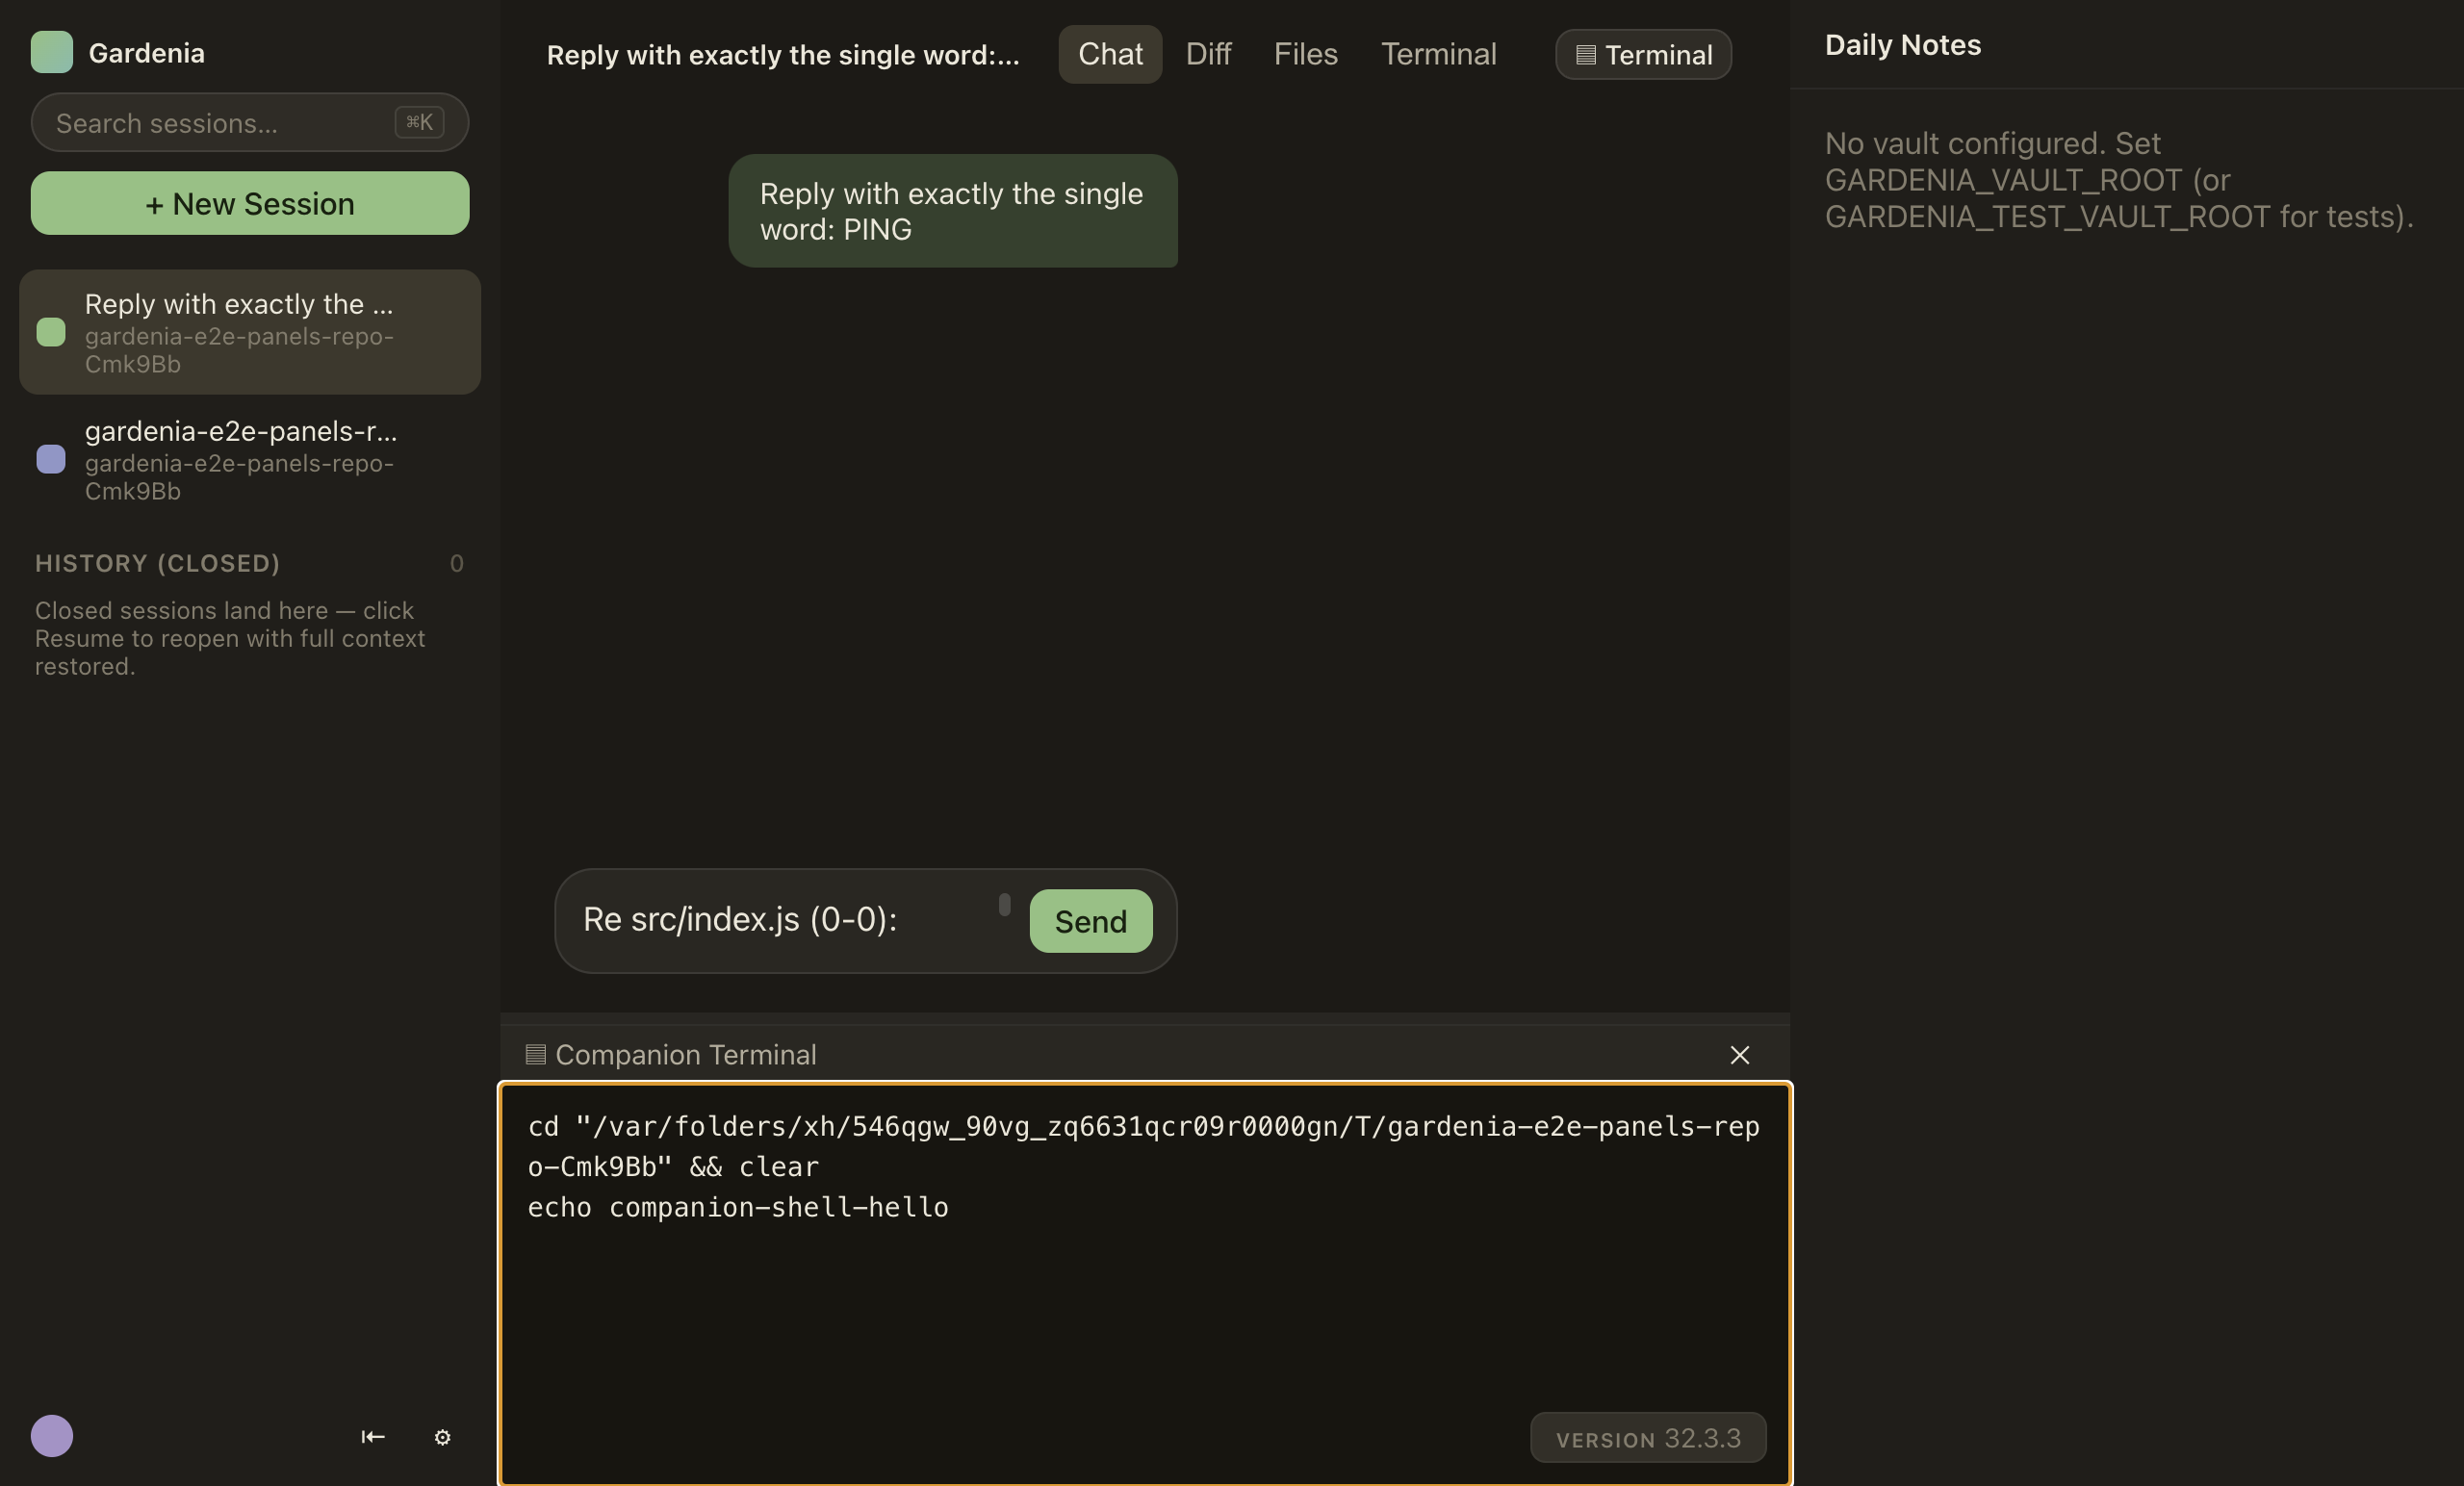 Gardenia
Search sessions...
⌘K
+ New Session
Reply with exactly the ...
gardenia-e2e-panels-repo-
Cmk9Bb
gardenia-e2e-panels-r...
gardenia-e2e-panels-repo-
Cmk9Bb
HISTORY (CLOSED) 0
Closed sessions land here — click
Resume to reopen with full context
restored.
Reply with exactly the single word:...
Chat
Diff
Files
Terminal
Terminal
Reply with exactly the single
word: PING
Re src/index.js (0-0):
Send
Companion Terminal
cd "/var/folders/xh/546qgw_90vg_zq6631qcr09r0000gn/T/gardenia-e2e-panels-rep
o-Cmk9Bb" && clear
echo companion-shell-hello
VERSION 32.3.3
Daily Notes
No vault configured. Set
GARDENIA_VAULT_ROOT (or
GARDENIA_TEST_VAULT_ROOT for tests).